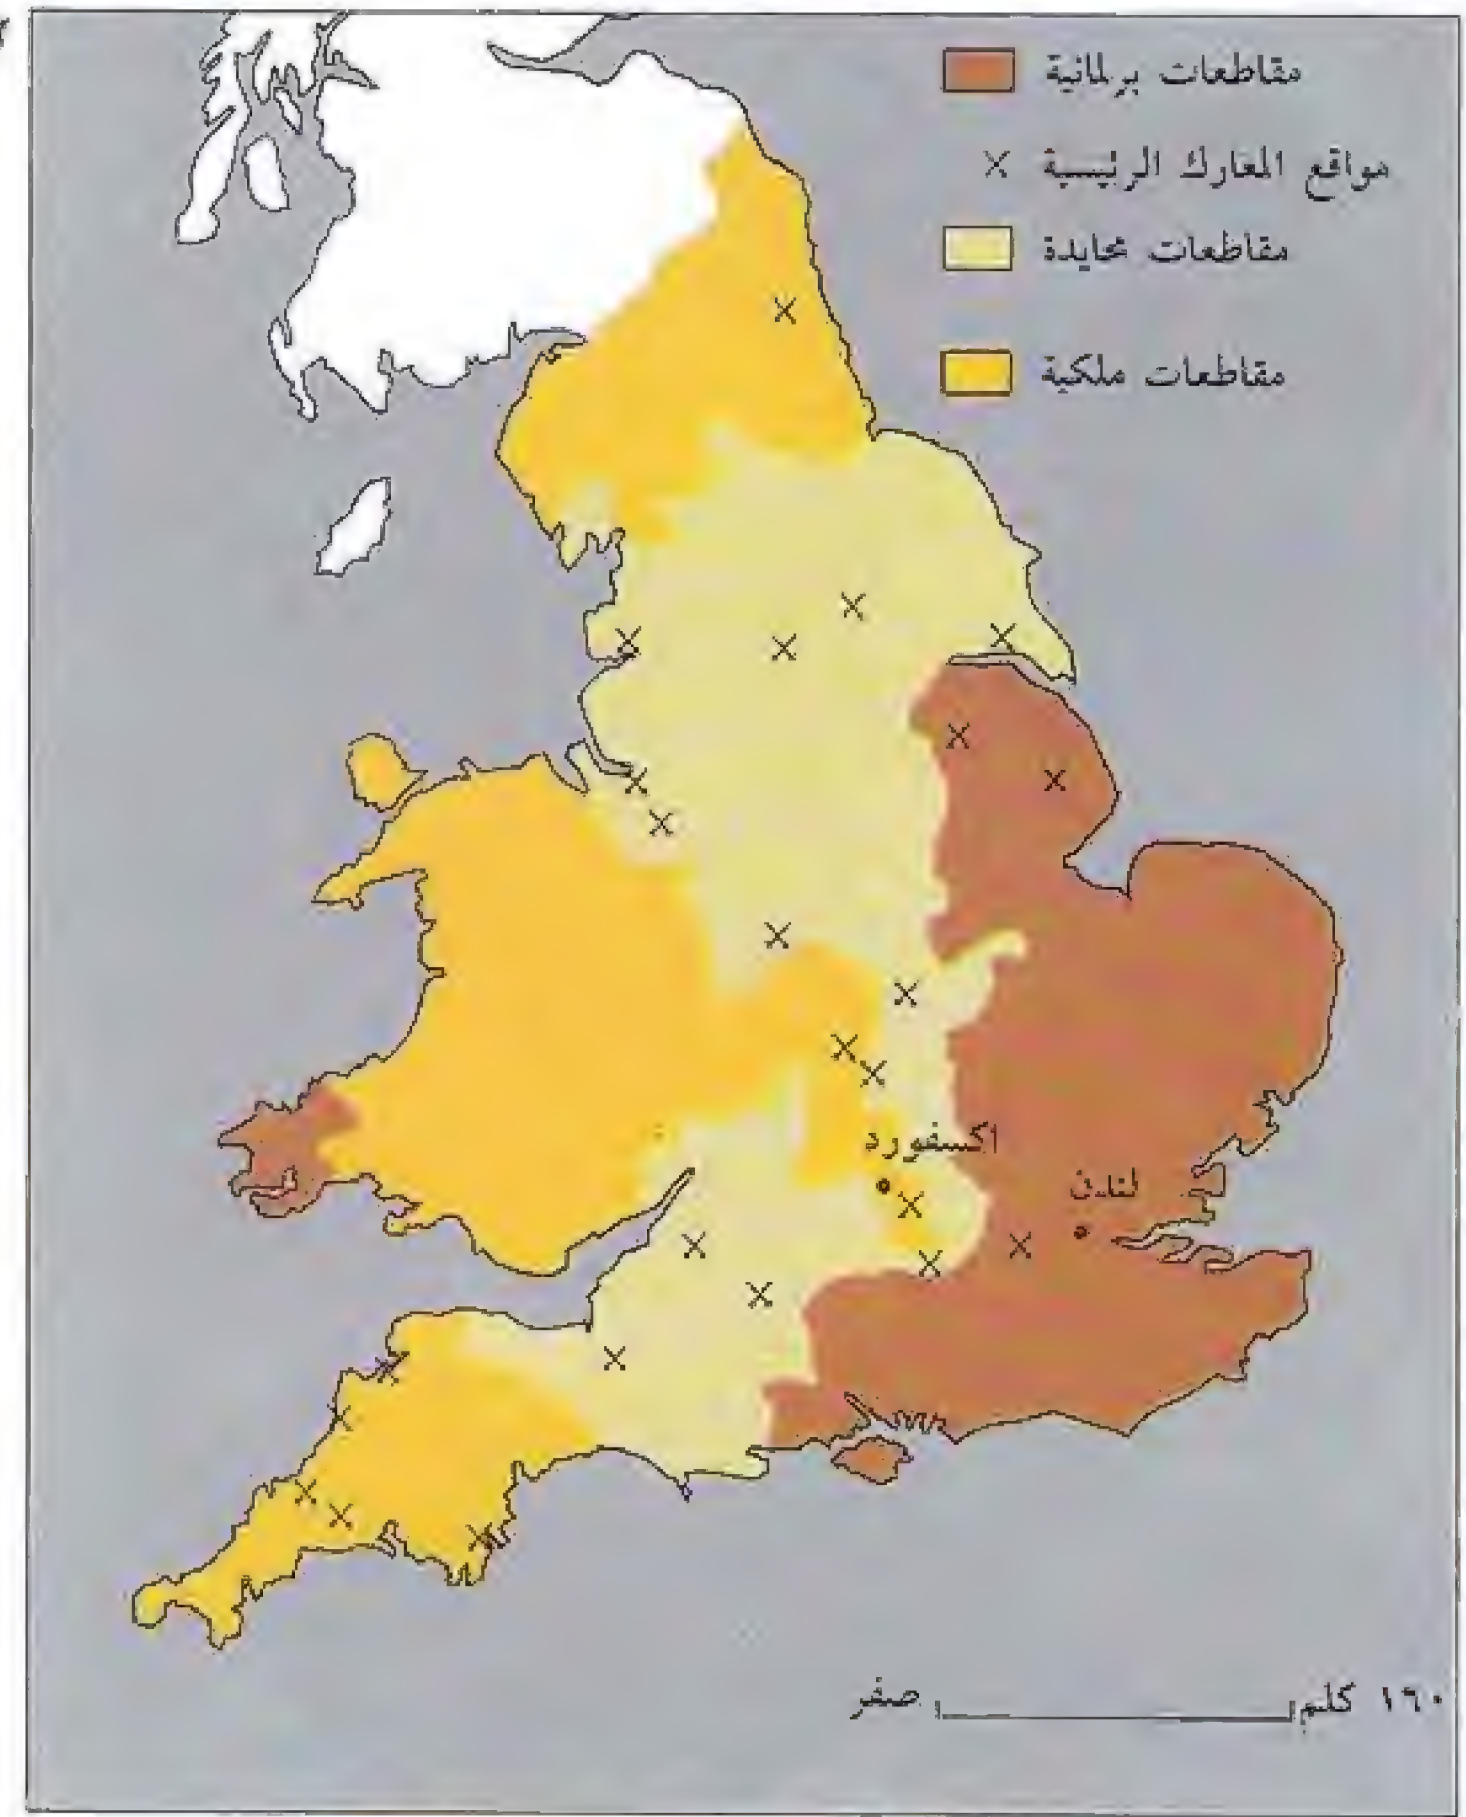 مقاطعات برلمانية
مواقع المعارك الرئيسية
مقاطعات محايدة
مقاطعات ملكية
اكسفورد
لندن
صفر ١٦٠ كلم